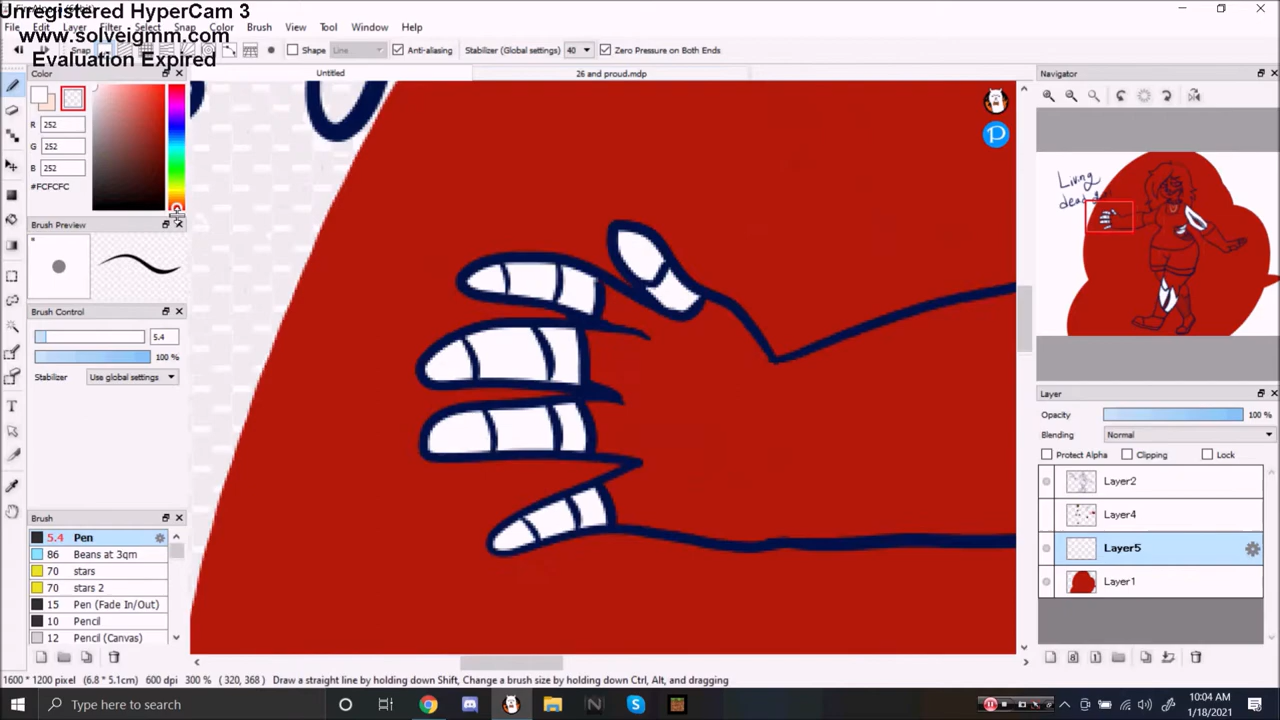 Unregistered HyperCam 3
www.solveigmm.com
Evaluation Expired
File Edit Layer Filter Select Snap Color Brush View Tool Window Help
Snap Shape Line Anti-aliasing Stabilizer (Global settings) 40 Zero Pressure on Both Ends
Untitled 26 and proud.mdp
Color
R 252
G 252
B 252
#FCFCFC
Brush Preview
Brush Control
5.4
100 %
Stabilizer Use global settings
Brush
5.4 Pen
86 Beans at 3qm
70 stars
70 stars 2
15 Pen (Fade In/Out)
10 Pencil
12 Pencil (Canvas)
P
Navigator
Living
dead
Layer
Opacity 100 %
Blending Normal
Protect Alpha Clipping Lock
Layer2
Layer4
Layer5
Layer1
1600 * 1200 pixel (6.8 * 5.1cm) 600 dpi 300 % ( 320, 368 ) Draw a straight line by holding down Shift, Change a brush size by holding down Ctrl, Alt, and dragging
Type here to search
10:04 AM
1/18/2021